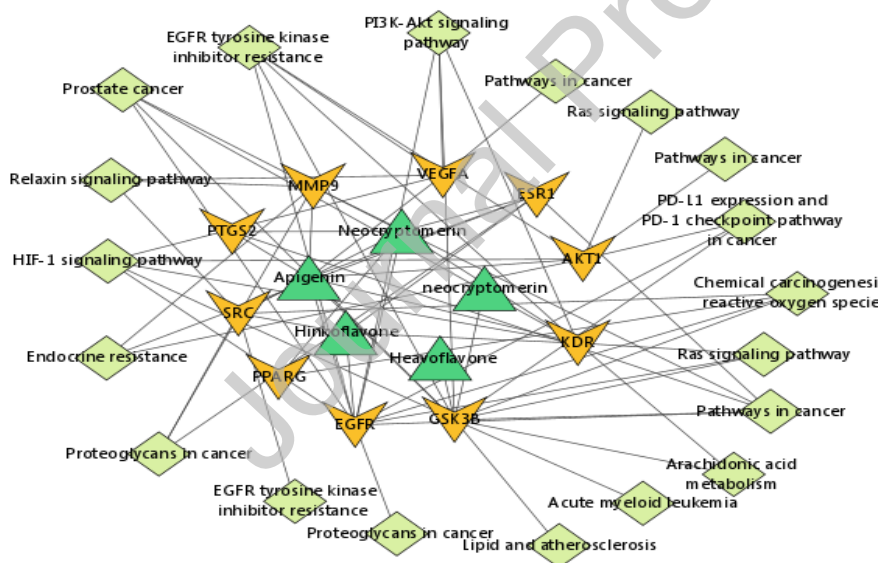 PI3K-Akt signaling
pathway
EGFR tyrosine kinase
inhibitor resistance
Pathways in cancer
Prostate cancer
Ras signaling pathway
Pathways in cancer
Relaxin signaling pathway
MMP9
VEGFA
ESR1
PD-L1 expression and
PD-1 checkpoint pathway
in cancer
PTGS2
Neocryptomerin
HIF-1 signaling pathway
AKT1
Apigenin
neocryptomerin
Chemical carcinogenesi
reactive oxygen specie
SRC
Hinkoflavone
KDR
Endocrine resistance
Heavoflavone
Ras signaling pathway
PPARG
EGFR
GSK3B
Pathways in cancer
Proteoglycans in cancer
Arachidonic acid
metabolism
EGFR tyrosine kinase
inhibitor resistance
Acute myeloid leukemia
Proteoglycans in cancer
Lipid and atherosclerosis
Journal Pr